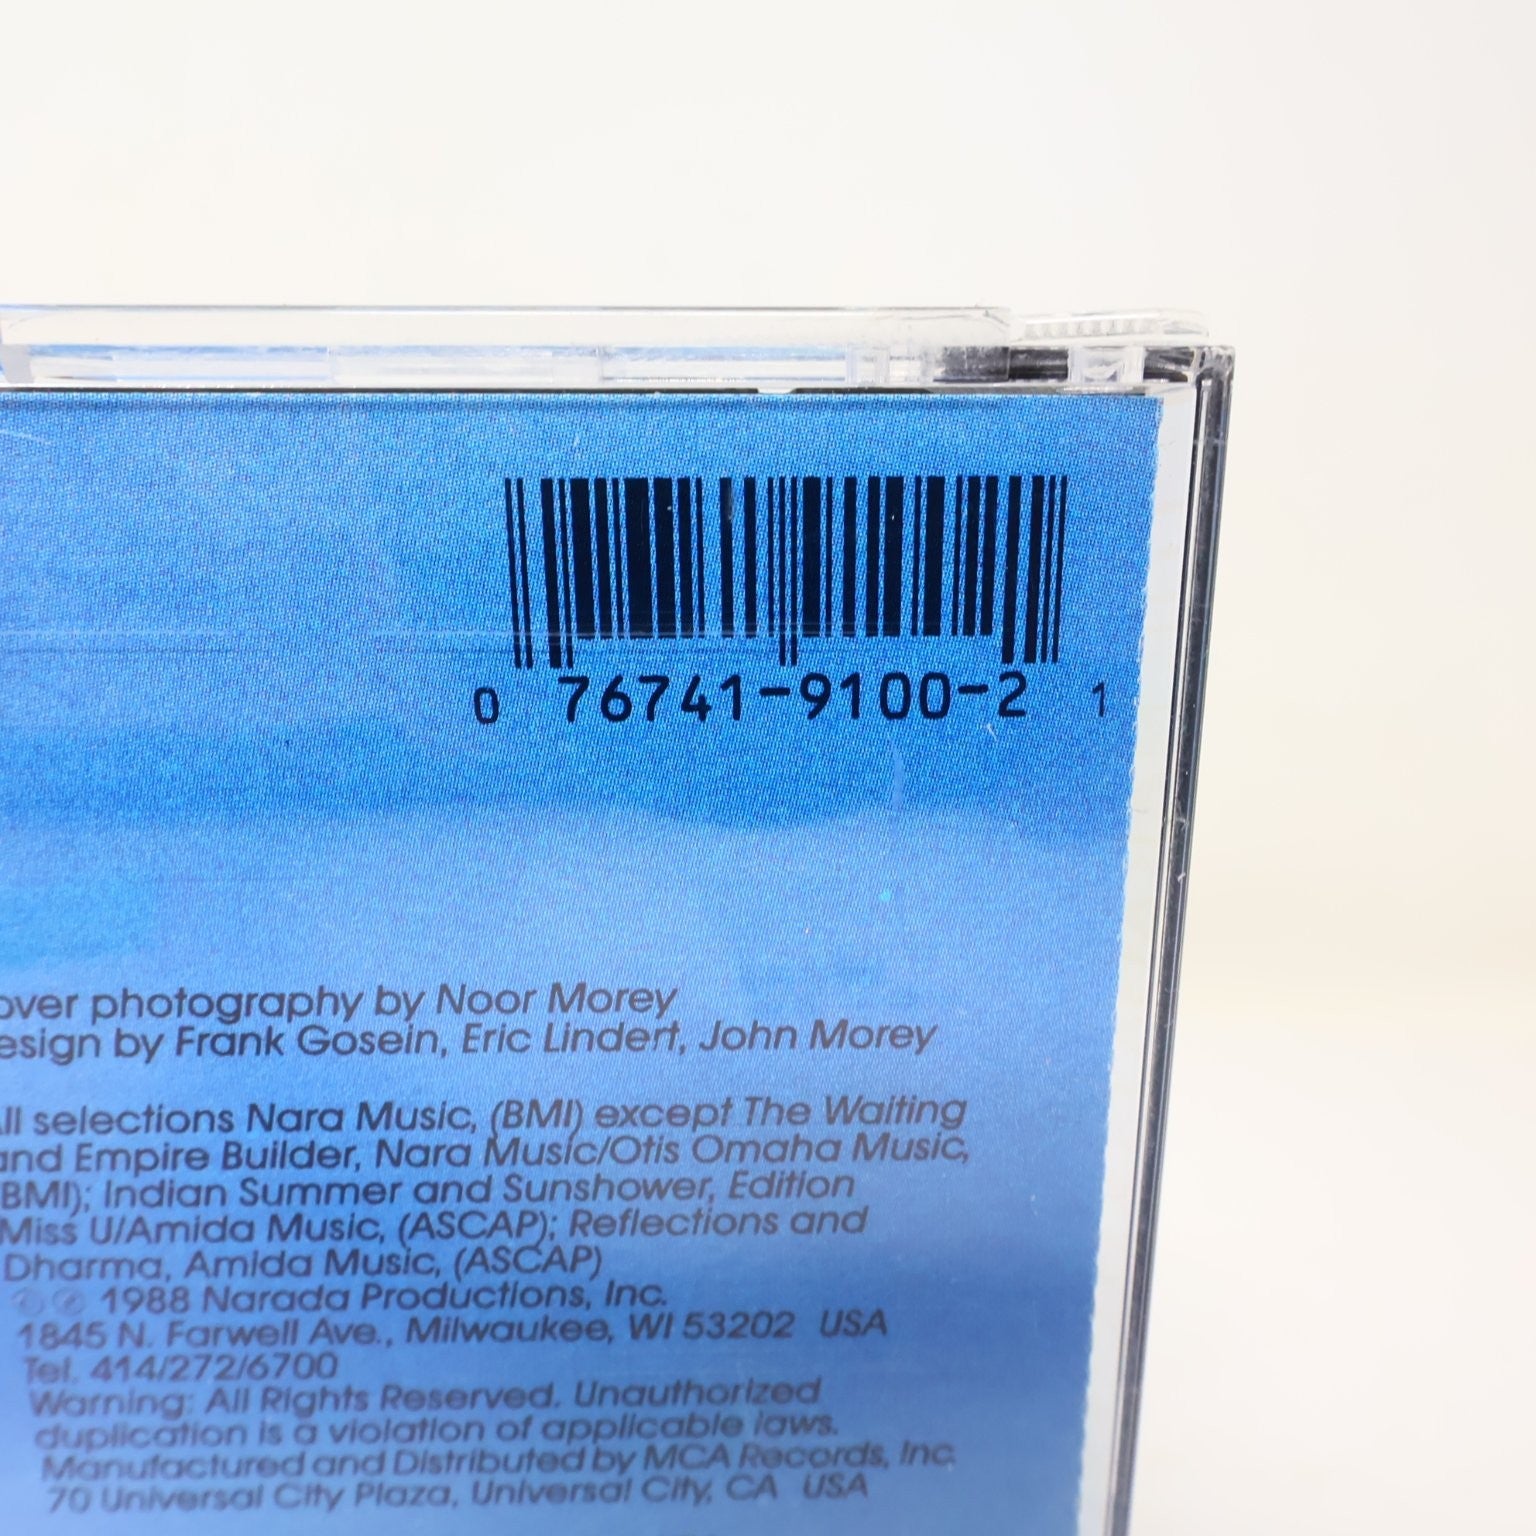 0 76741-9100-2 1
over photography by Noor Morey
esign by Frank Gosein, Eric Lindert, John Morey
ll selections Nara Music, (BMI) except The Waiting
and Empire Builder, Nara Music/Otis Omaha Music,
(BMI); Indian Summer and Sunshower, Edition
Miss U/Amida Music, (ASCAP); Reflections and
Dharma, Amida Music, (ASCAP)
© ℗ 1988 Narada Productions, Inc.
1845 N. Farwell Ave., Milwaukee, WI 53202 USA
Tel. 414/272/6700
Warning: All Rights Reserved. Unauthorized
duplication is a violation of applicable laws.
Manufactured and Distributed by MCA Records, Inc.
70 Universal City Plaza, Universal City, CA USA